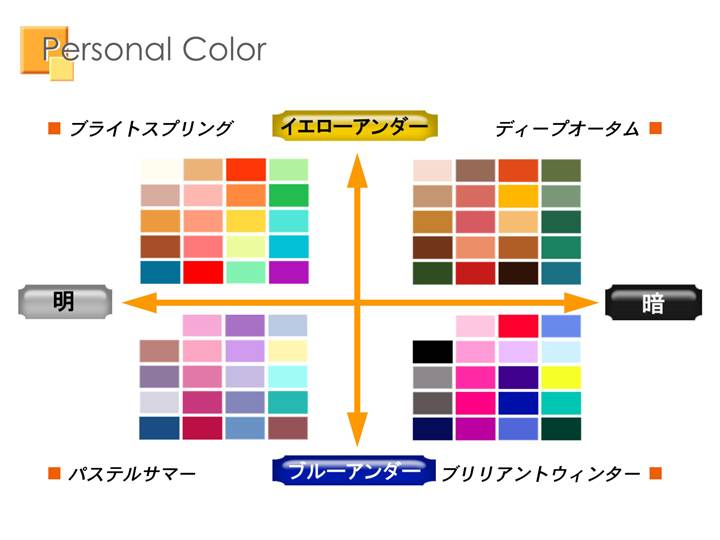 Personal Color
ブライトスプリング
イエローアンダー
ディープオータム
明
暗
パステルサマー
ブルーアンダー
ブリリアントウィンター